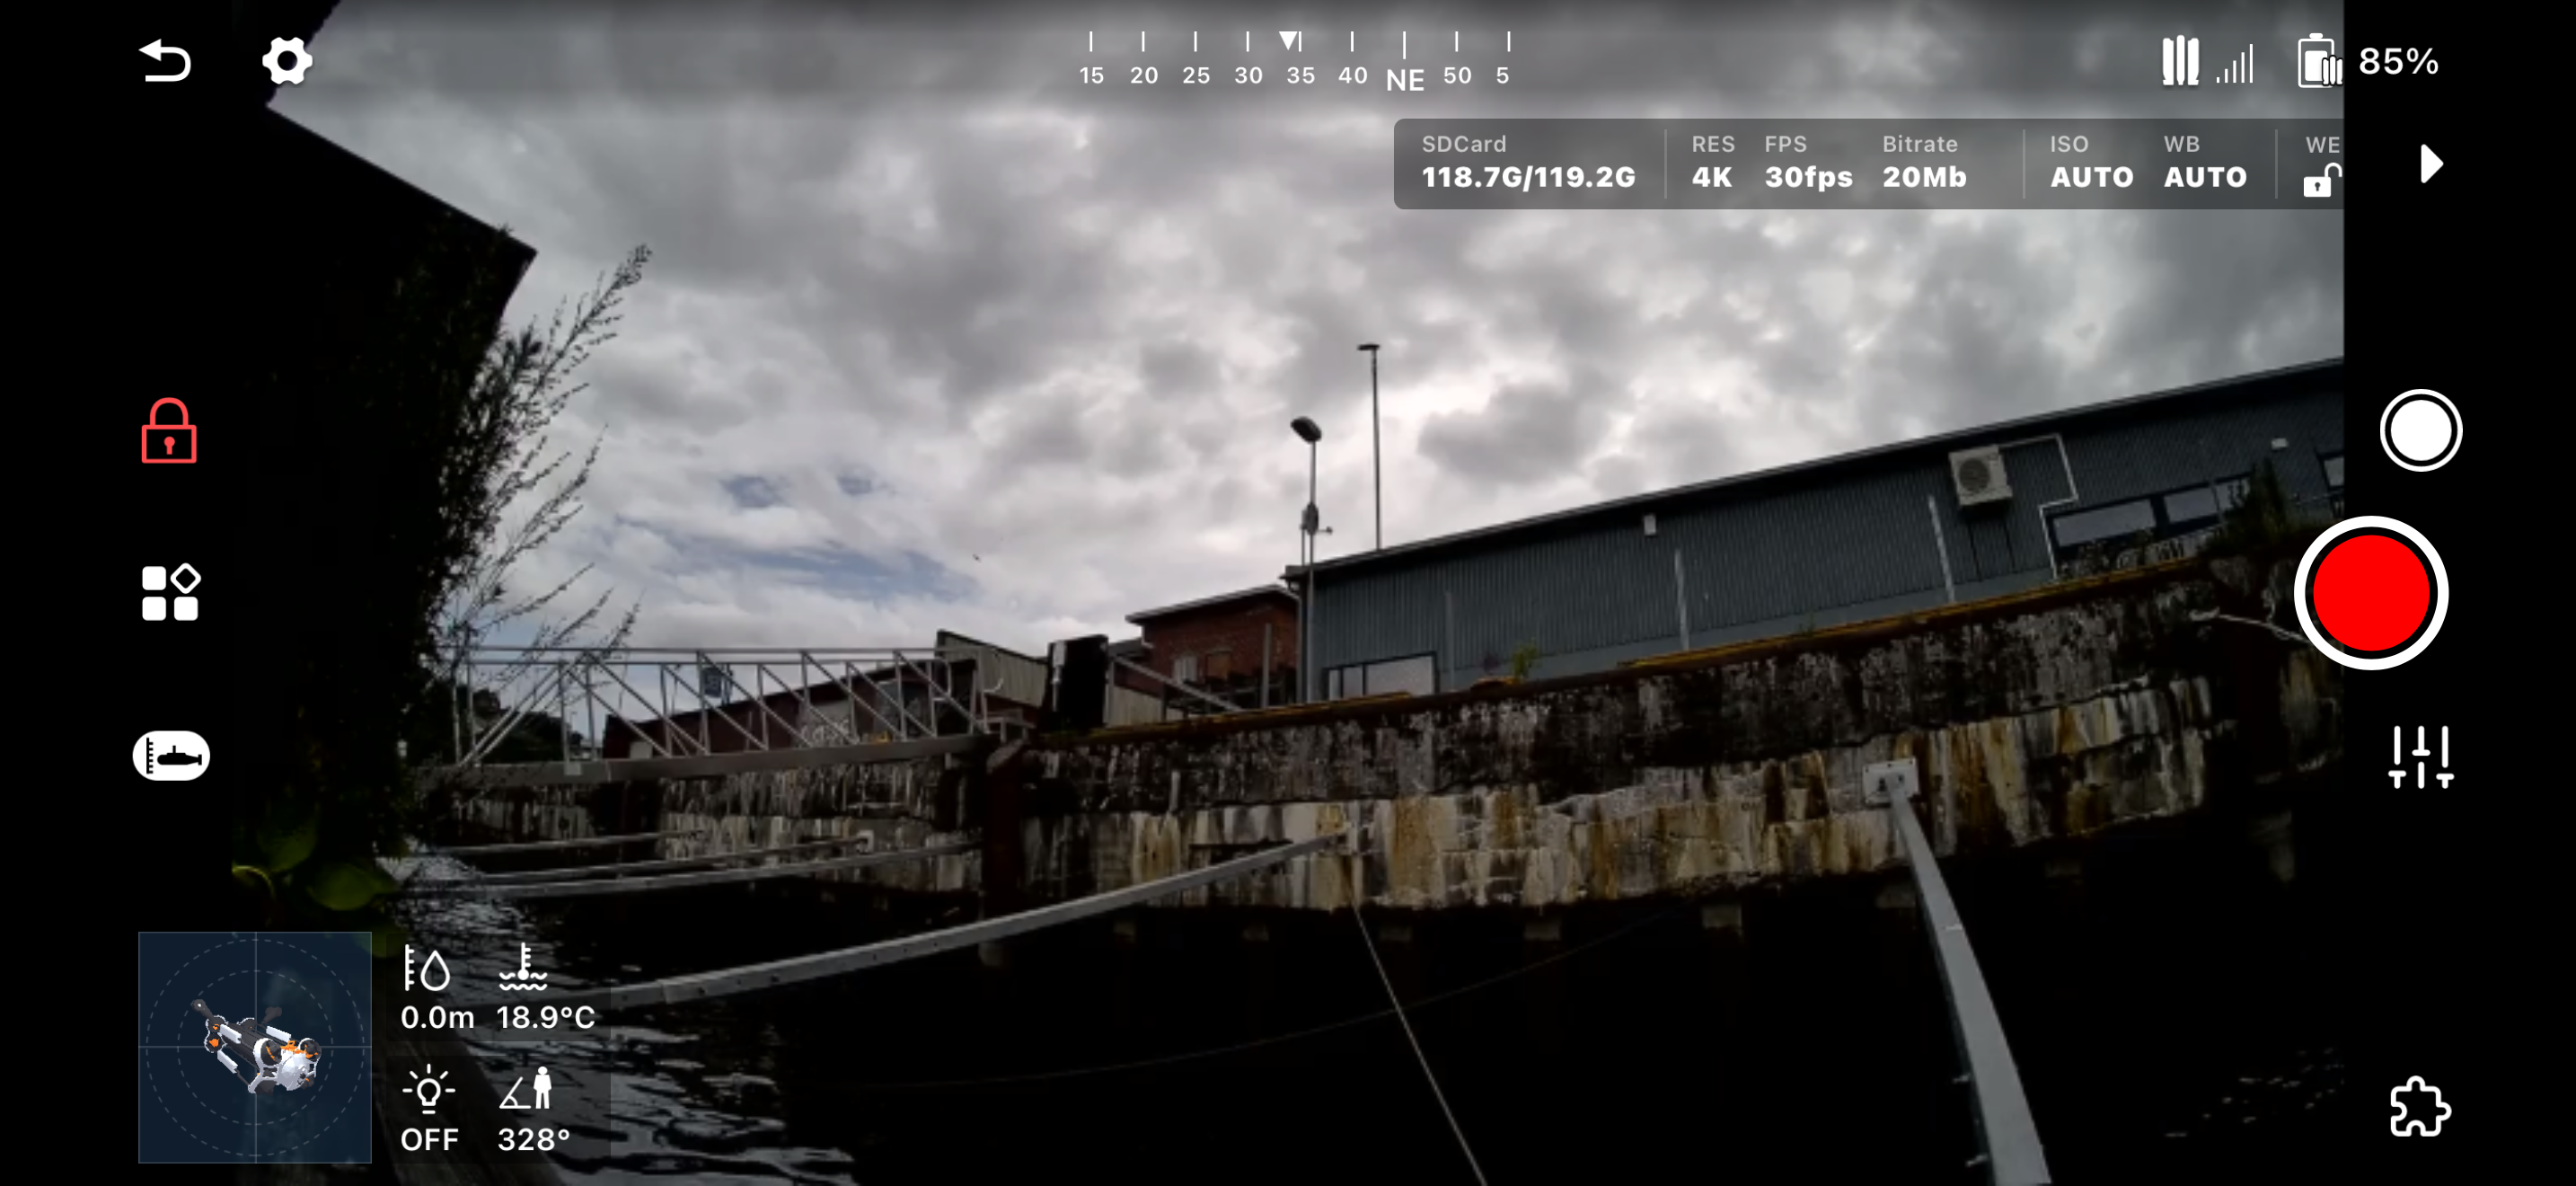 15 20 25 30 35 40 NE 50 5
85%
SDCard RES FPS Bitrate ISO WB WE
118.7G/119.2G 4K 30fps 20Mb AUTO AUTO
0.0m 18.9°C
OFF 328°